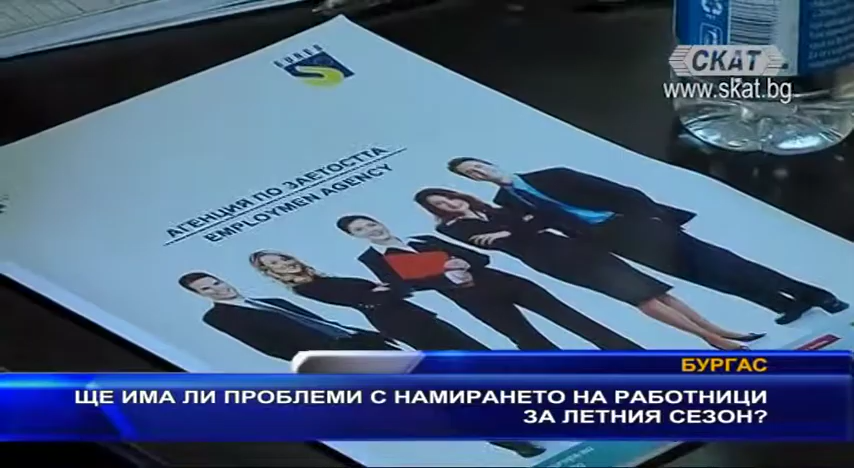 EURES
СКАТ
www.skat.bg
АГЕНЦИЯ ПО ЗАЕТОСТТА
EMPLOYMEN AGENCY
БУРГАС
ЩЕ ИМА ЛИ ПРОБЛЕМИ С НАМИРАНЕТО НА РАБОТНИЦИ
ЗА ЛЕТНИЯ СЕЗОН?